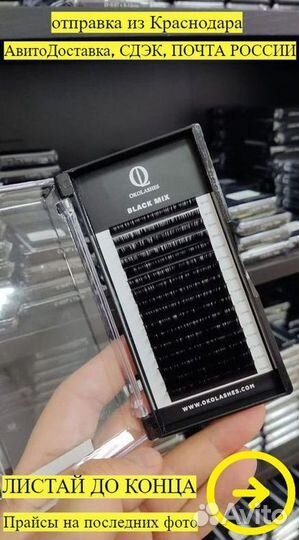 отправка из Краснодара
АвитоДоставка, СДЭК, ПОЧТА РОССИИ
OKOLASHES
BLACK MIX
WWW.OKOLASHES.COM
ЛИСТАЙ ДО КОНЦА
Прайсы на последних фото
Avito